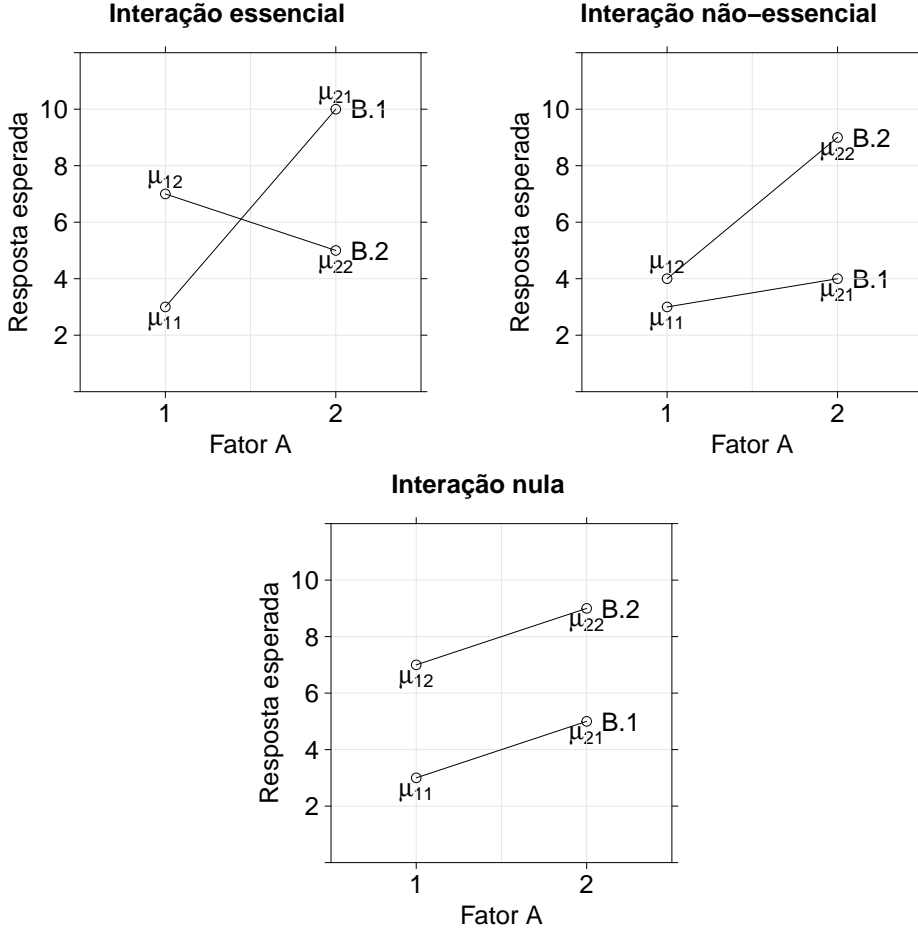 Interação essencial
Resposta esperada
10
8
6
4
2
μ21
B.1
μ12
μ22
B.2
μ11
1 2
Fator A
Interação não−essencial
Resposta esperada
10
8
6
4
2
μ22
B.2
μ12
μ21
B.1
μ11
1 2
Fator A
Interação nula
Resposta esperada
10
8
6
4
2
μ22
B.2
μ12
μ21
B.1
μ11
1 2
Fator A